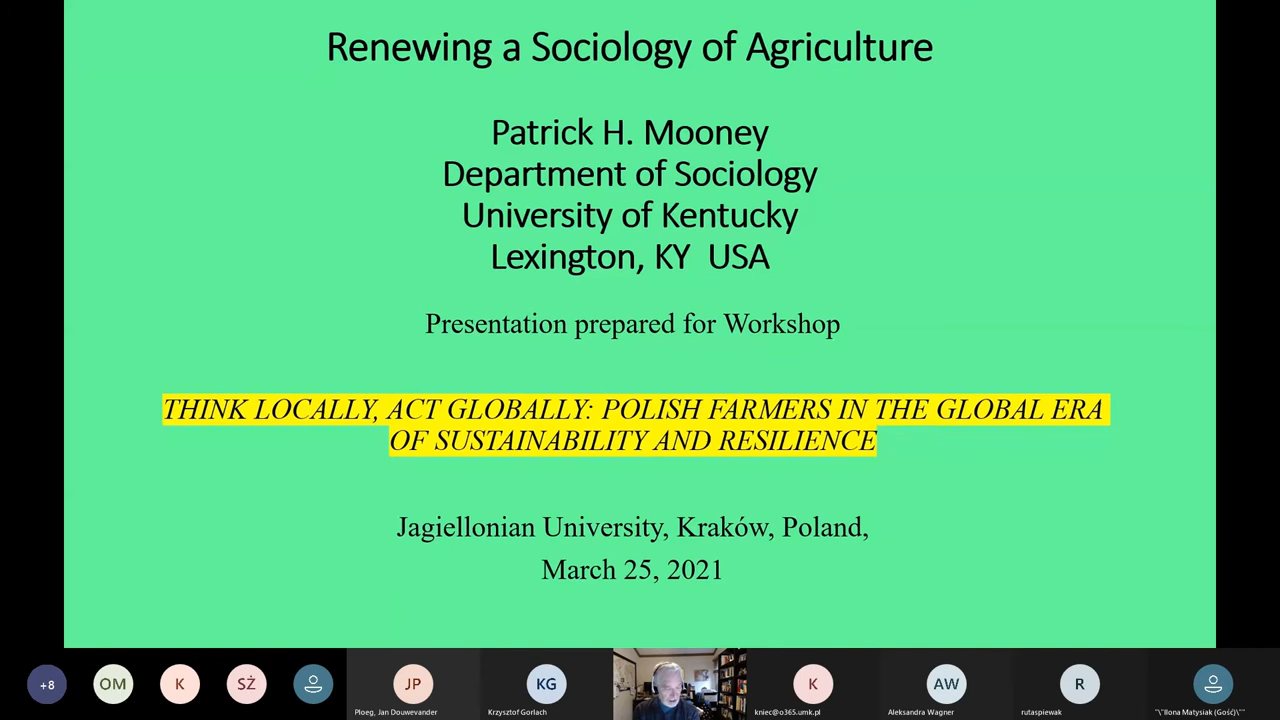 Renewing a Sociology of Agriculture
Patrick H. Mooney
Department of Sociology
University of Kentucky
Lexington, KY USA
Presentation prepared for Workshop
THINK LOCALLY, ACT GLOBALLY: POLISH FARMERS IN THE GLOBAL ERA
OF SUSTAINABILITY AND RESILIENCE
Jagiellonian University, Kraków, Poland,
March 25, 2021
+8
OM
K
SŻ
JP
Ploeg, Jan Douwevander
KG
Krzysztof Gorlach
K
kniec@o365.umk.pl
AW
Aleksandra Wagner
R
rutaspiewak
"\"Ilona Matysiak (Gość)\""